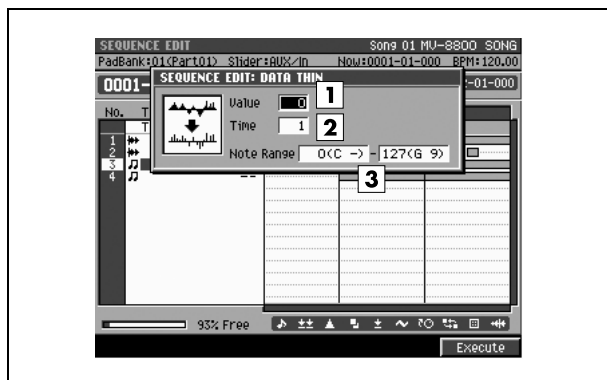 SEQUENCE EDIT Song 01 MV-8800 SONG
PadBank:01(Part01) Slider:AUX/In Now:0001-01-000 BPM:120.00
0001- -01-000
SEQUENCE EDIT: DATA THIN
Value 0 1
Time 1 2
Note Range 0(C -) - 127(G 9)
3
No. T
T
1
2
3
4
93% Free
Execute